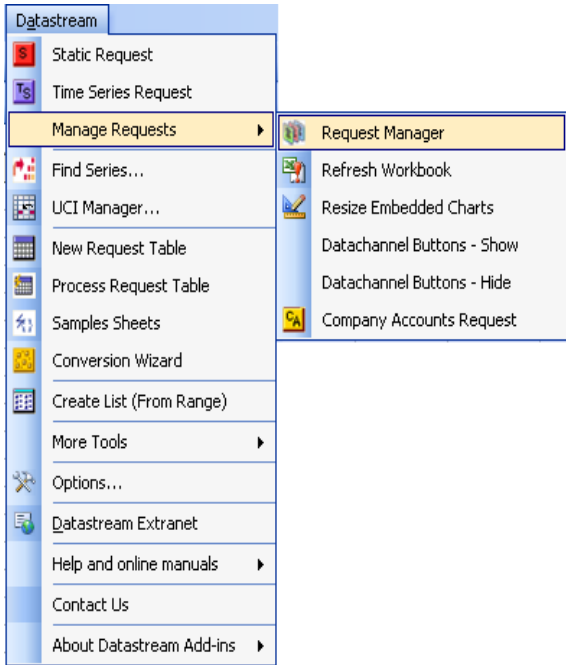 Datastream
Static Request
Time Series Request
Manage Requests
Request Manager
Refresh Workbook
Resize Embedded Charts
Datachannel Buttons - Show
Datachannel Buttons - Hide
Company Accounts Request
Find Series...
UCI Manager...
New Request Table
Process Request Table
Samples Sheets
Conversion Wizard
Create List (From Range)
More Tools
Options...
Datastream Extranet
Help and online manuals
Contact Us
About Datastream Add-ins